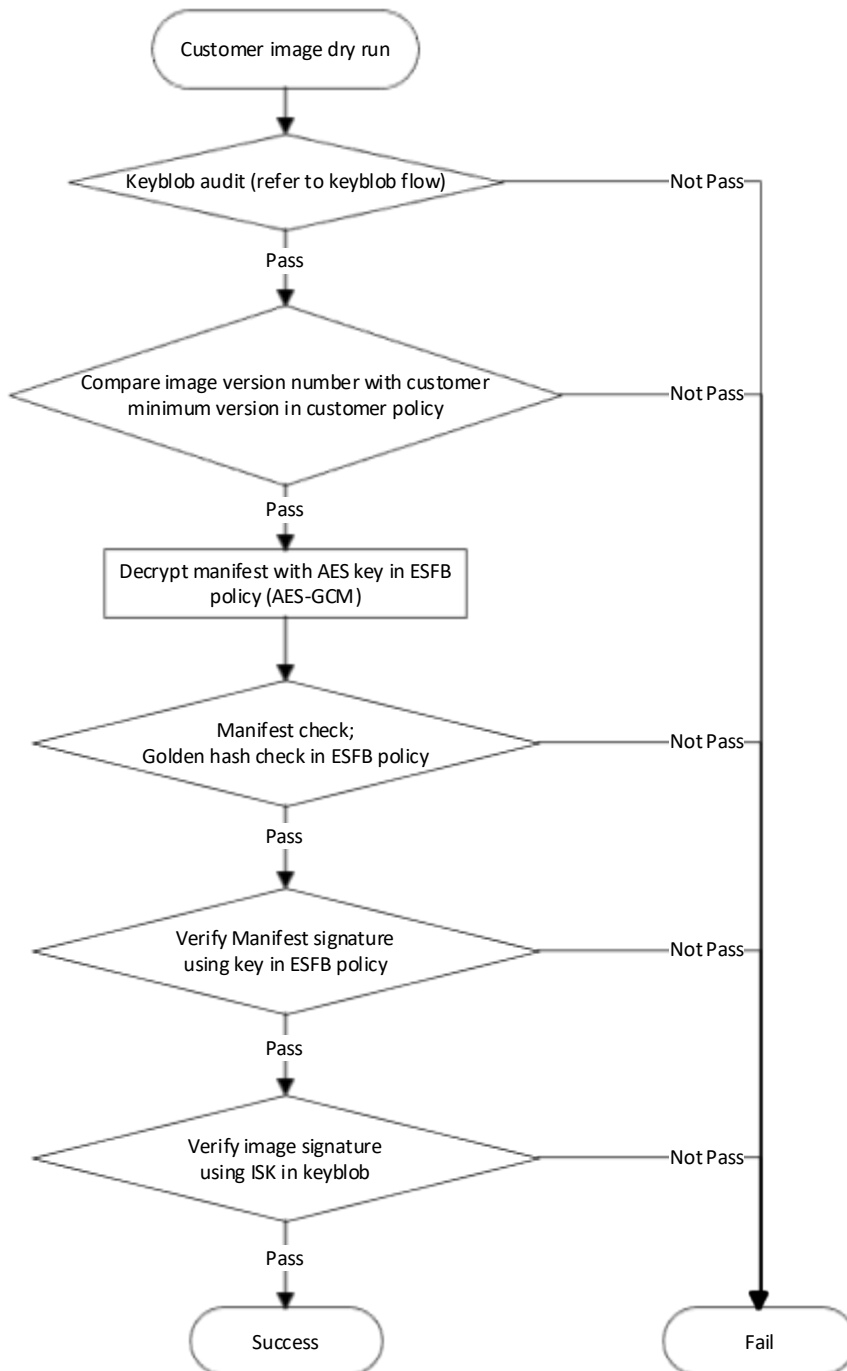 Customer image dry run
Keyblob audit (refer to keyblob flow)
Not Pass
Pass
Compare image version number with customer
minimum version in customer policy
Not Pass
Pass
Decrypt manifest with AES key in ESFB
policy (AES-GCM)
Manifest check;
Golden hash check in ESFB policy
Not Pass
Pass
Verify Manifest signature
using key in ESFB policy
Not Pass
Pass
Verify image signature
using ISK in keyblob
Not Pass
Pass
Success
Fail